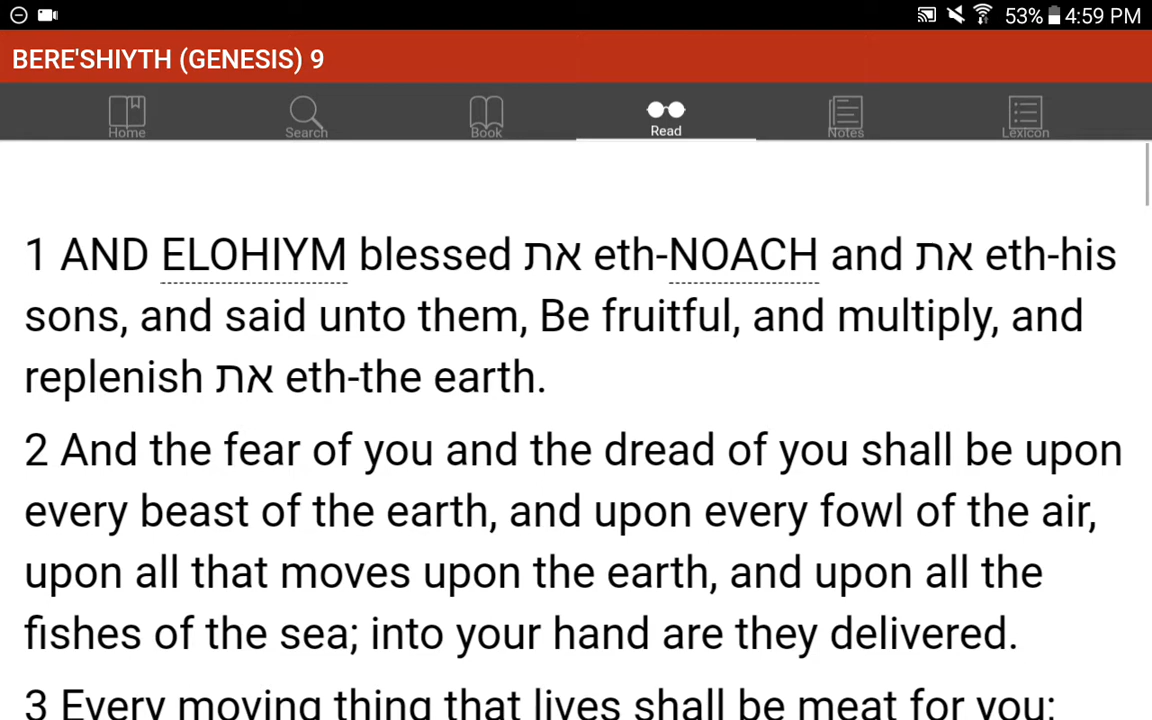 53% 4:59 PM
BERE'SHIYTH (GENESIS) 9
Home Search Book Read Notes Lexicon
1 AND ELOHIYM blessed את eth-NOACH and את eth-his
sons, and said unto them, Be fruitful, and multiply, and
replenish את eth-the earth.
2 And the fear of you and the dread of you shall be upon
every beast of the earth, and upon every fowl of the air,
upon all that moves upon the earth, and upon all the
fishes of the sea; into your hand are they delivered.
3 Every moving thing that lives shall be meat for you;